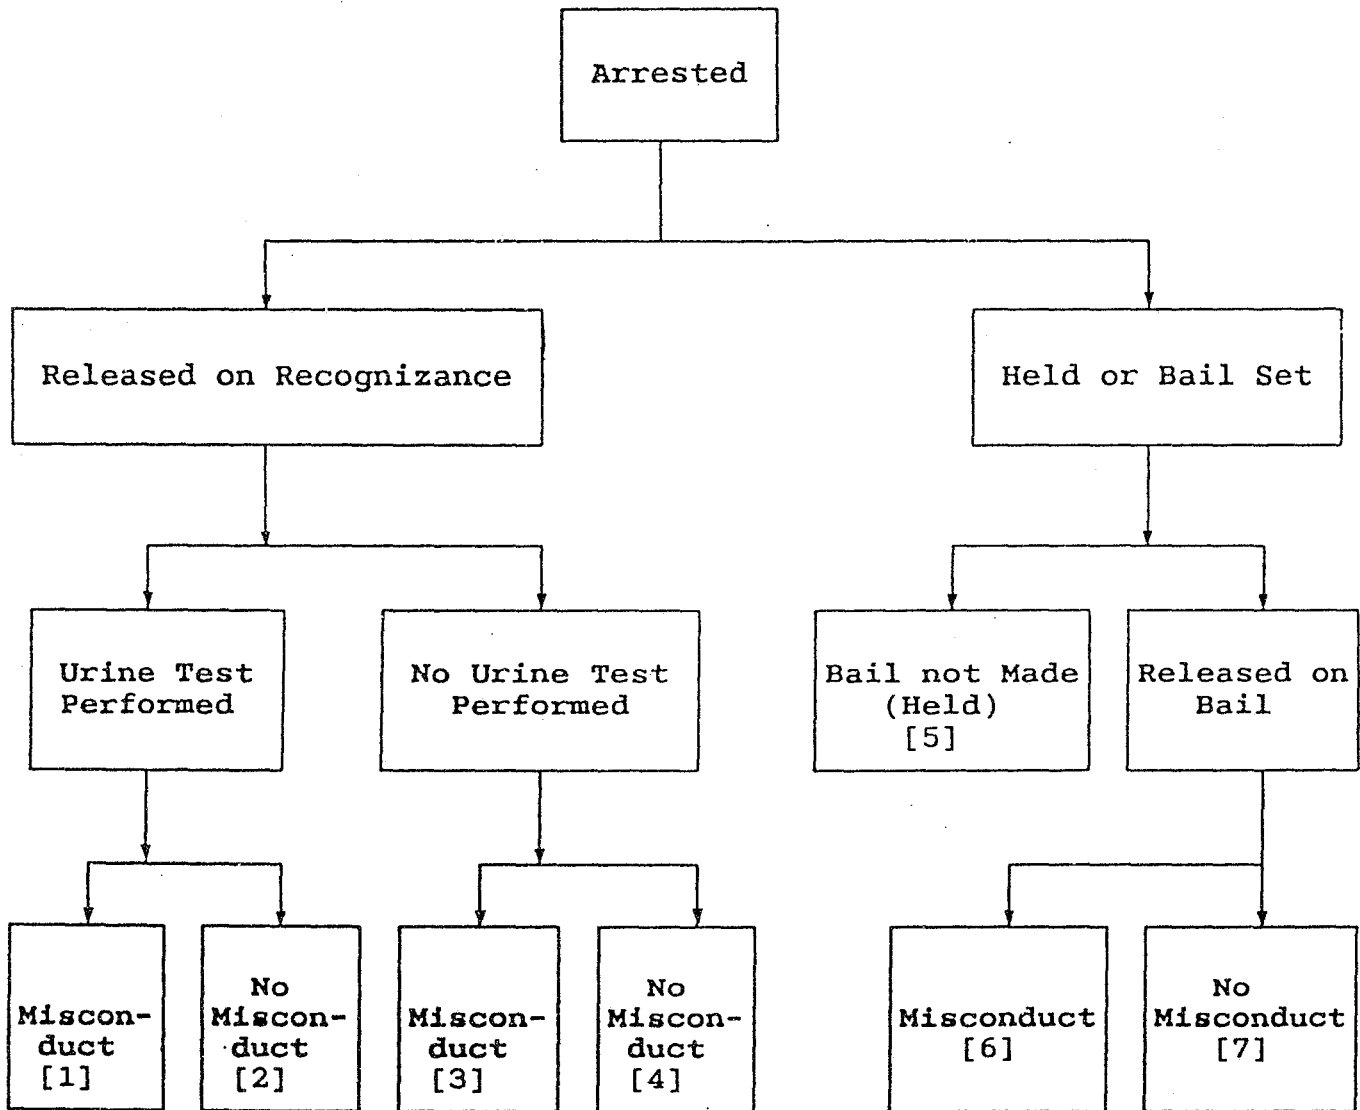 Arrested
Released on Recognizance
Held or Bail Set
Urine Test
Performed
No Urine Test
Performed
Bail not Made
(Held)
[5]
Released on
Bail
Miscon-
duct
[1]
No
Miscon-
duct
[2]
Miscon-
duct
[3]
No
Miscon-
duct
[4]
Misconduct
[6]
No
Misconduct
[7]